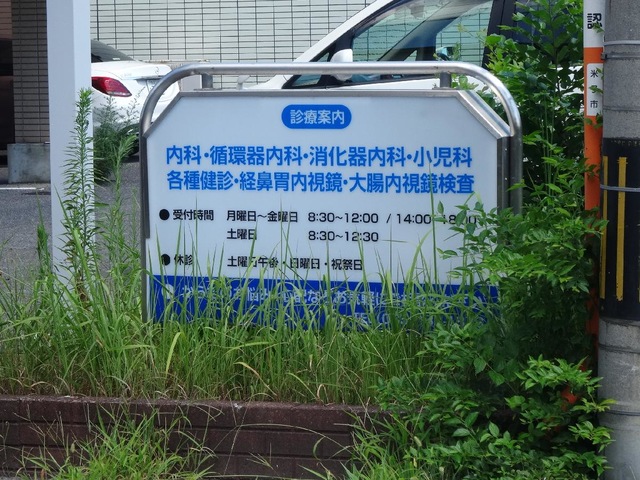 診療案内
内科・循環器内科・消化器内科・小児科
各種健診・経鼻胃内視鏡・大腸内視鏡検査
●受付時間 月曜日〜金曜日 8:30〜12:00 / 14:00
土曜日 8:30〜12:30
●休診 土曜日午後・日曜日・祝祭日